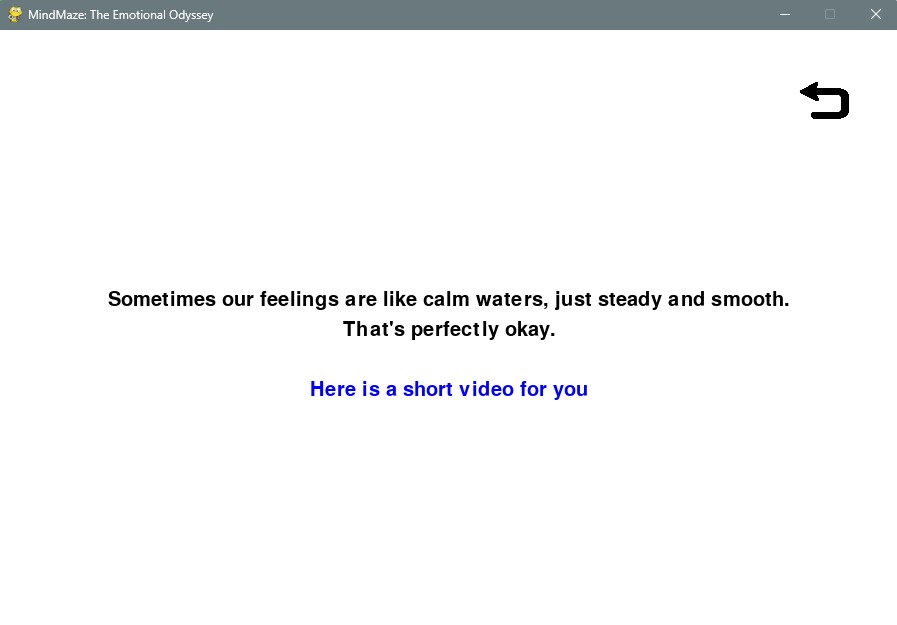 MindMaze: The Emotional Odyssey
Sometimes our feelings are like calm waters, just steady and smooth.
That's perfectly okay.
Here is a short video for you